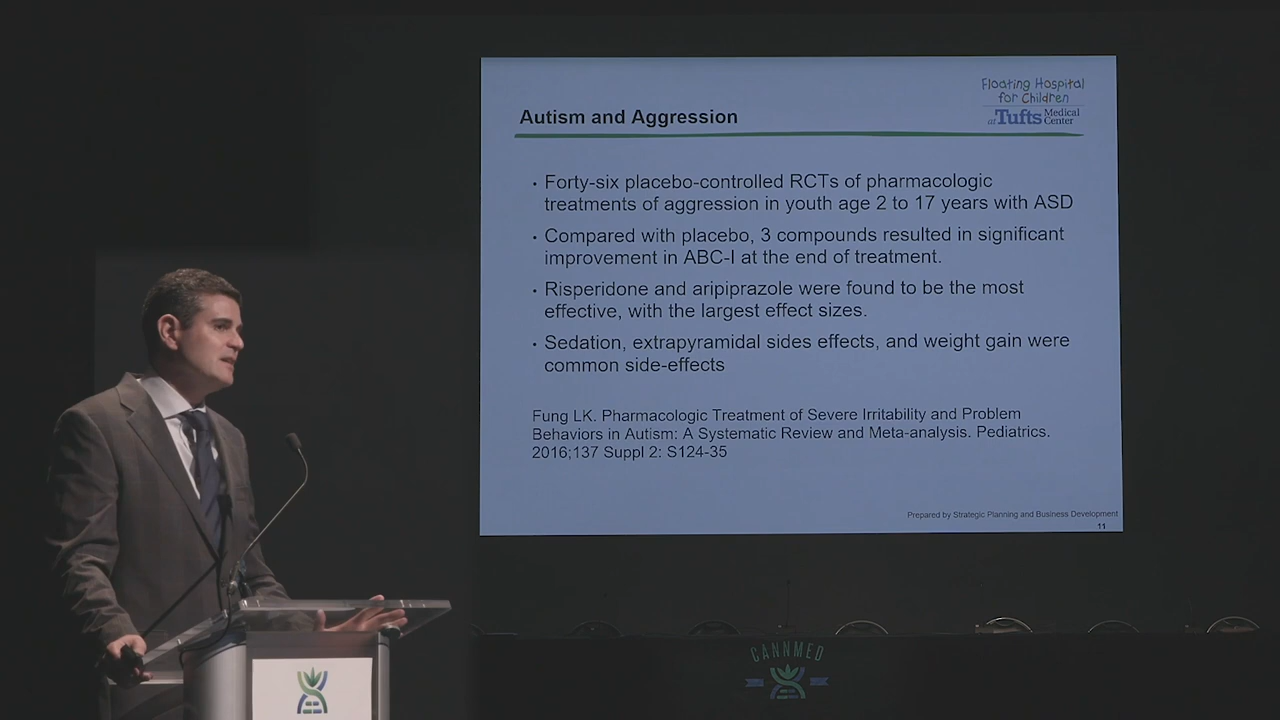 Floating Hospital
for Children
at Tufts Medical Center
Autism and Aggression
• Forty-six placebo-controlled RCTs of pharmacologic
treatments of aggression in youth age 2 to 17 years with ASD
• Compared with placebo, 3 compounds resulted in significant
improvement in ABC-I at the end of treatment.
• Risperidone and aripiprazole were found to be the most
effective, with the largest effect sizes.
• Sedation, extrapyramidal sides effects, and weight gain were
common side-effects
Fung LK. Pharmacologic Treatment of Severe Irritability and Problem
Behaviors in Autism: A Systematic Review and Meta-analysis. Pediatrics.
2016;137 Suppl 2: S124-35
Prepared by Strategic Planning and Business Development
11
CANNMED